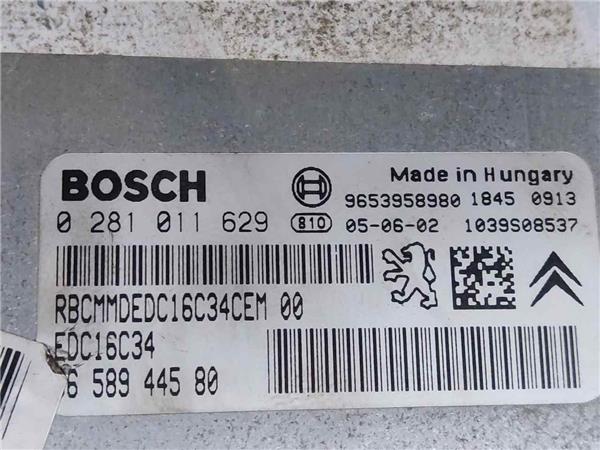 BOSCH
Made in Hungary
9653958980 1845 0913
0 281 011 629 810 05-06-02 1039S08537
RBCMMDEDC16C34CEM 00
EDC16C34
6 589 445 80